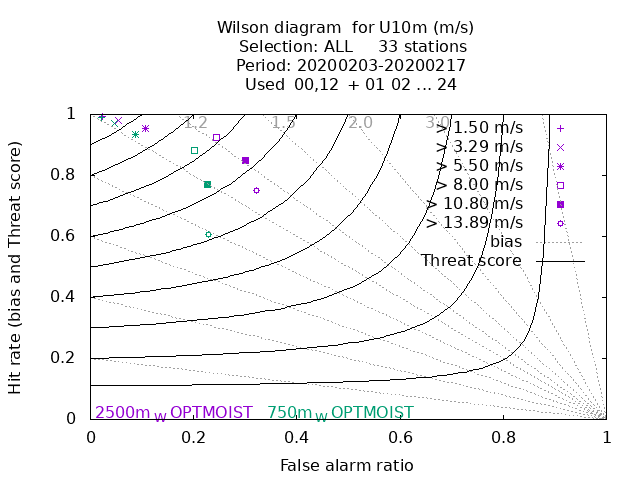 Wilson diagram  for U10m (m/s)
Selection: ALL     33 stations
Period: 20200203-20200217
Used  00,12  + 01 02 ... 24
Hit rate (bias and Threat score)
1
0.8
0.6
0.4
0.2
0
1.2
1.5
2.0
3.0
> 1.50 m/s
> 3.29 m/s
> 5.50 m/s
> 8.00 m/s
> 10.80 m/s
> 13.89 m/s
bias
Threat score
2500m W OPTMOIST   750m W OPTMOIST
0 0.2 0.4 0.6 0.8 1
False alarm ratio